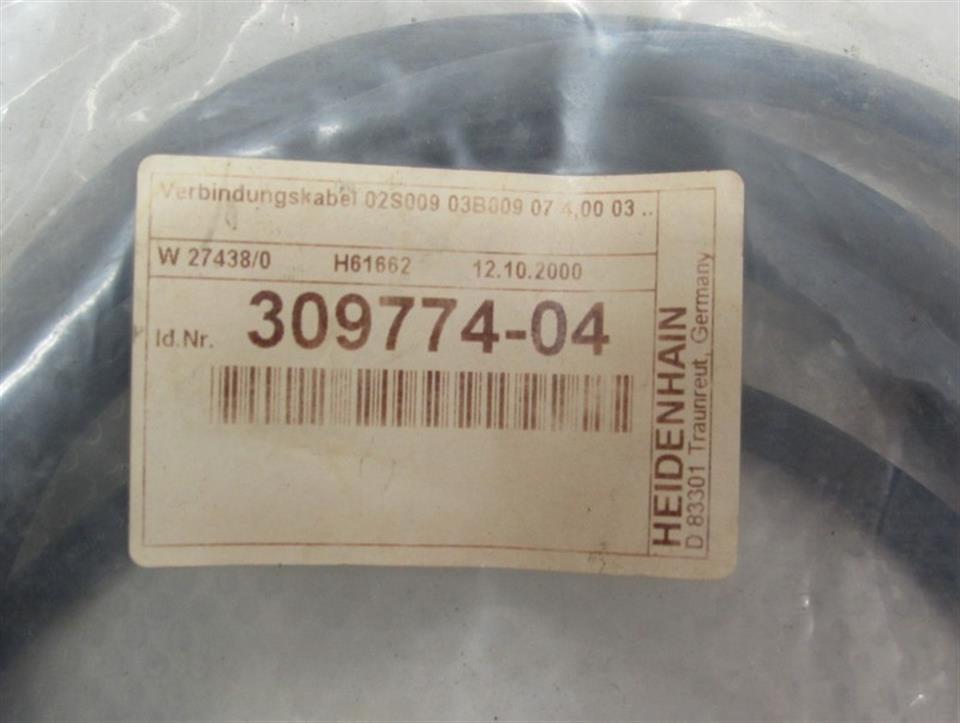 Verbindungskabel 02S009 03B009 07 4,00 03 ..
W 27438/0 H61662 12.10.2000
Id.Nr. 309774-04
HEIDENHAIN
D 83301 Traunreut, Germany